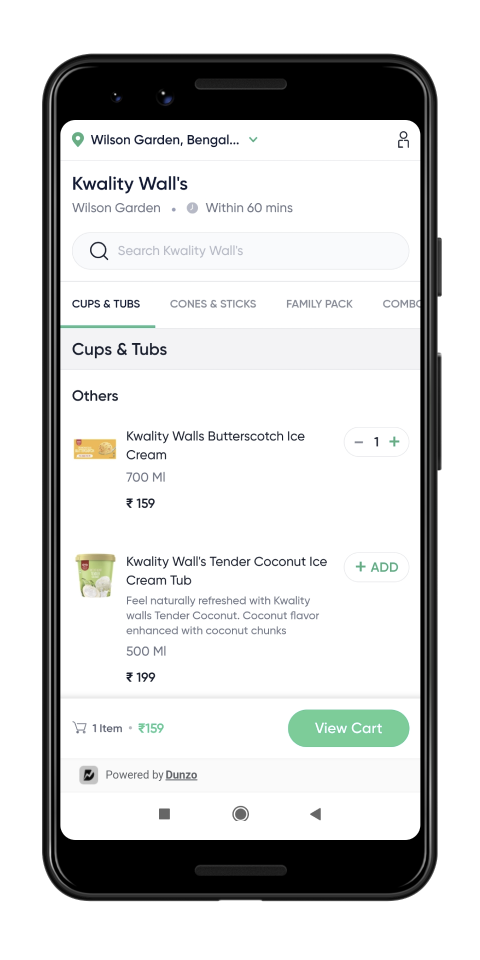 Wilson Garden, Bengal...
Kwality Wall's
Wilson Garden • Within 60 mins
Search Kwality Wall's
CUPS & TUBS CONES & STICKS FAMILY PACK COMBO
Cups & Tubs
Others
Kwality Walls Butterscotch Ice
Cream
− 1 +
700 Ml
₹ 159
Kwality Wall's Tender Coconut Ice
Cream Tub
+ ADD
Feel naturally refreshed with Kwality
walls Tender Coconut. Coconut flavor
enhanced with coconut chunks
500 Ml
₹ 199
1 Item • ₹159
View Cart
Powered by Dunzo